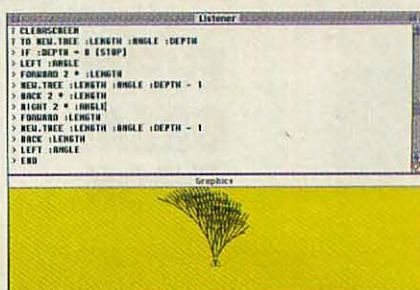 Listener
? CLEARSCREEN
? TO NEW.TREE :LENGTH :ANGLE :DEPTH
> IF :DEPTH = 0 [STOP]
> LEFT :ANGLE
> FORWARD 2 * :LENGTH
> NEW.TREE :LENGTH :ANGLE :DEPTH - 1
> BACK 2 * :LENGTH
> RIGHT 2 * :ANGLE
> FORWARD :LENGTH
> NEW.TREE :LENGTH :ANGLE :DEPTH - 1
> BACK :LENGTH
> LEFT :ANGLE
> END
Graphics